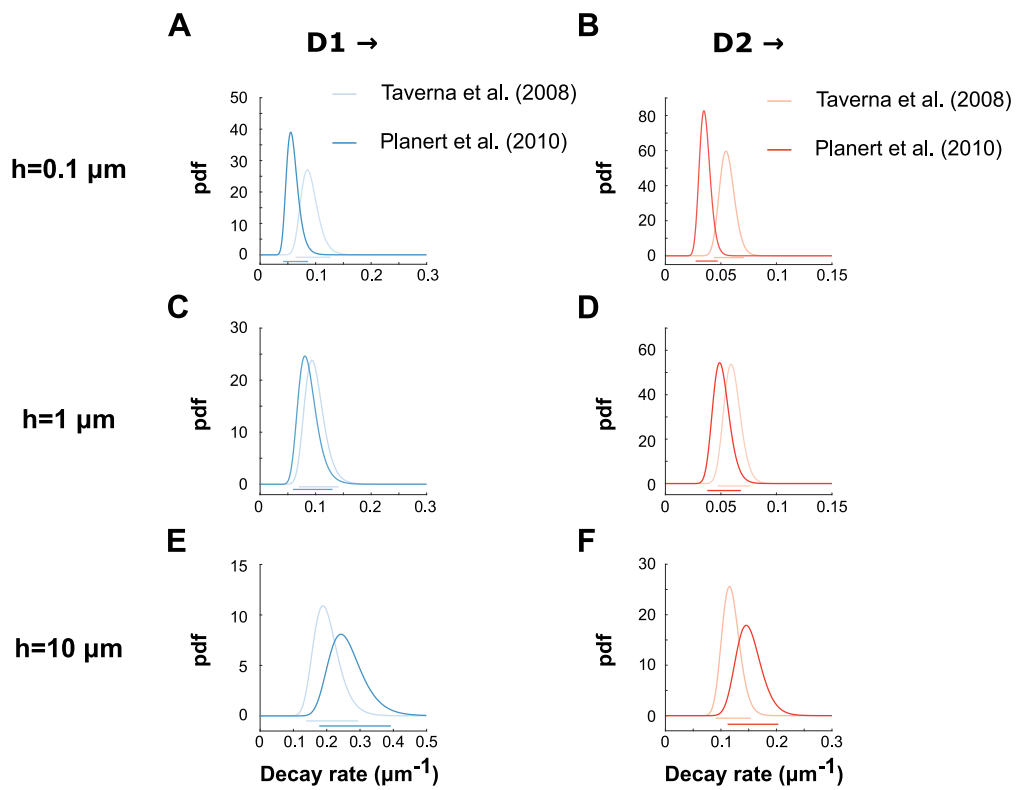 A
D1 →
B
D2 →
Taverna et al. (2008)
Planert et al. (2010)
Taverna et al. (2008)
Planert et al. (2010)
h=0.1 µm
pdf
50
40
30
20
10
0
0
0.1
0.2
0.3
pdf
80
60
40
20
0
0
0.05
0.1
0.15
C
D
h=1 µm
pdf
30
20
10
0
0
0.1
0.2
0.3
pdf
60
40
20
0
0
0.05
0.1
0.15
E
F
h=10 µm
pdf
15
10
5
0
0
0.1
0.2
0.3
0.4
0.5
Decay rate (µm⁻¹)
pdf
30
20
10
0
0
0.1
0.2
0.3
Decay rate (µm⁻¹)